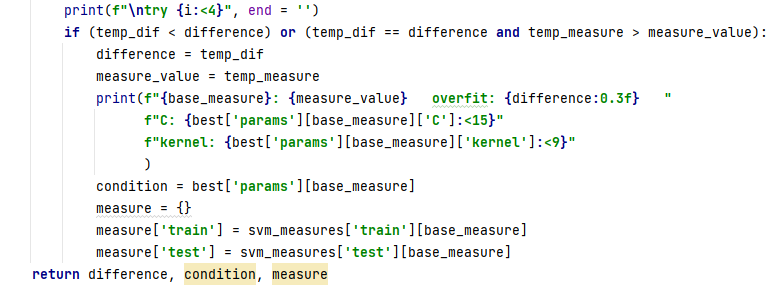 print(f"\ntry {i:<4}", end = '')
if (temp_dif < difference) or (temp_dif == difference and temp_measure > measure_value):
difference = temp_dif
measure_value = temp_measure
print(f"{base_measure}: {measure_value}   overfit: {difference:0.3f}   "
f"C: {best['params'][base_measure]['C']:<15}"
f"kernel: {best['params'][base_measure]['kernel']:<9}"
)
condition = best['params'][base_measure]
measure = {}
measure['train'] = svm_measures['train'][base_measure]
measure['test'] = svm_measures['test'][base_measure]
return difference, condition, measure